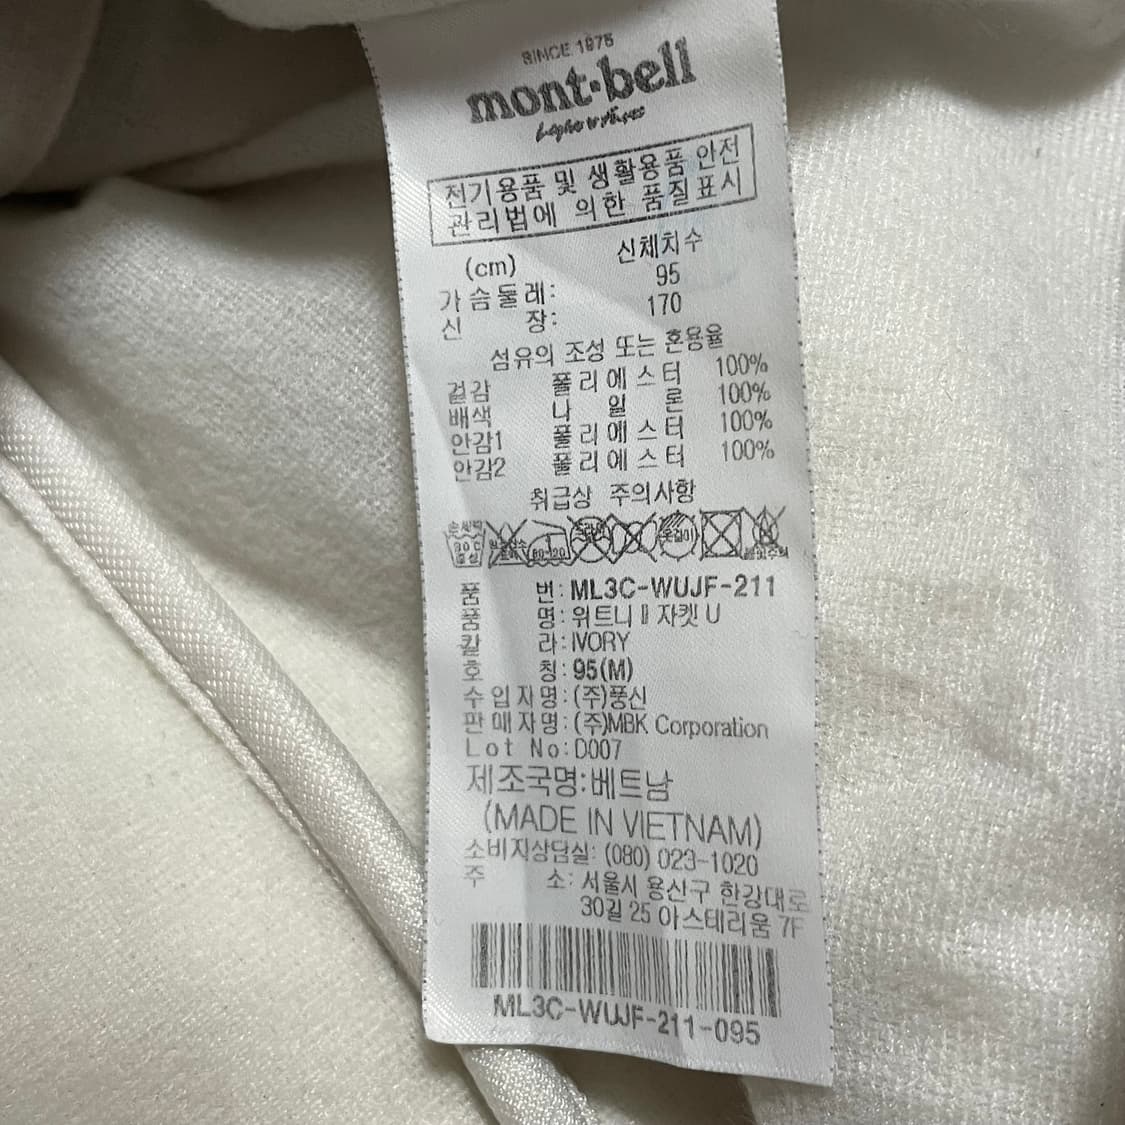 SINCE 1975
mont·bell
전기용품 및 생활용품 안전
관리법에 의한 품질표시
신체치수
(cm)
가슴둘레: 95
신 장: 170
섬유의 조성 또는 혼용율
겉감 폴리에스터 100%
배색 나 일 론 100%
안감1 폴리에스터 100%
안감2 폴리에스터 100%
취급상 주의사항
품 번: ML3C-WUJF-211
품 명: 위트니 Ⅱ 자켓 U
칼 라: IVORY
호 칭: 95(M)
수입자명: (주)풍신
판매자명: (주)MBK Corporation
Lot No: D007
제조국명: 베트남
(MADE IN VIETNAM)
소비자상담실: (080) 023-1020
주 소: 서울시 용산구 한강대로
30길 25 아스테리움 7F
ML3C-WUJF-211-095